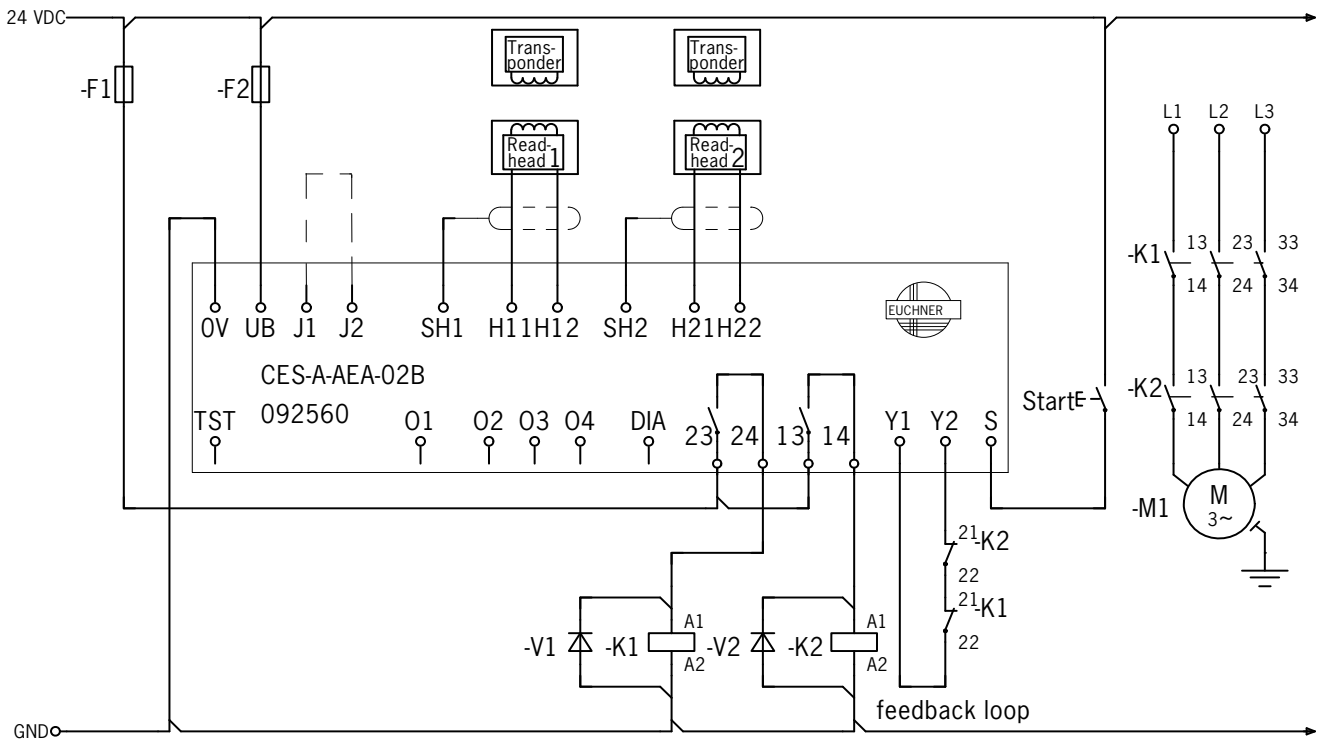 24 VDC
Trans-
ponder
Trans-
ponder
-F1
-F2
L1 L2 L3
Read-
head 1
Read-
head 2
-K1 13 23 33
14 24 34
EUCHNER
0V UB J1 J2 SH1 H11 H12 SH2 H21 H22
CES-A-AEA-02B
092560
-K2 13 23 33
14 24 34
Start
TST O1 O2 O3 O4 DIA 23 24 13 14 Y1 Y2 S
-M1 M
3~
21 -K2
22
21 -K1
22
-V1 -K1 A1
A2
-V2 -K2 A1
A2
feedback loop
GND